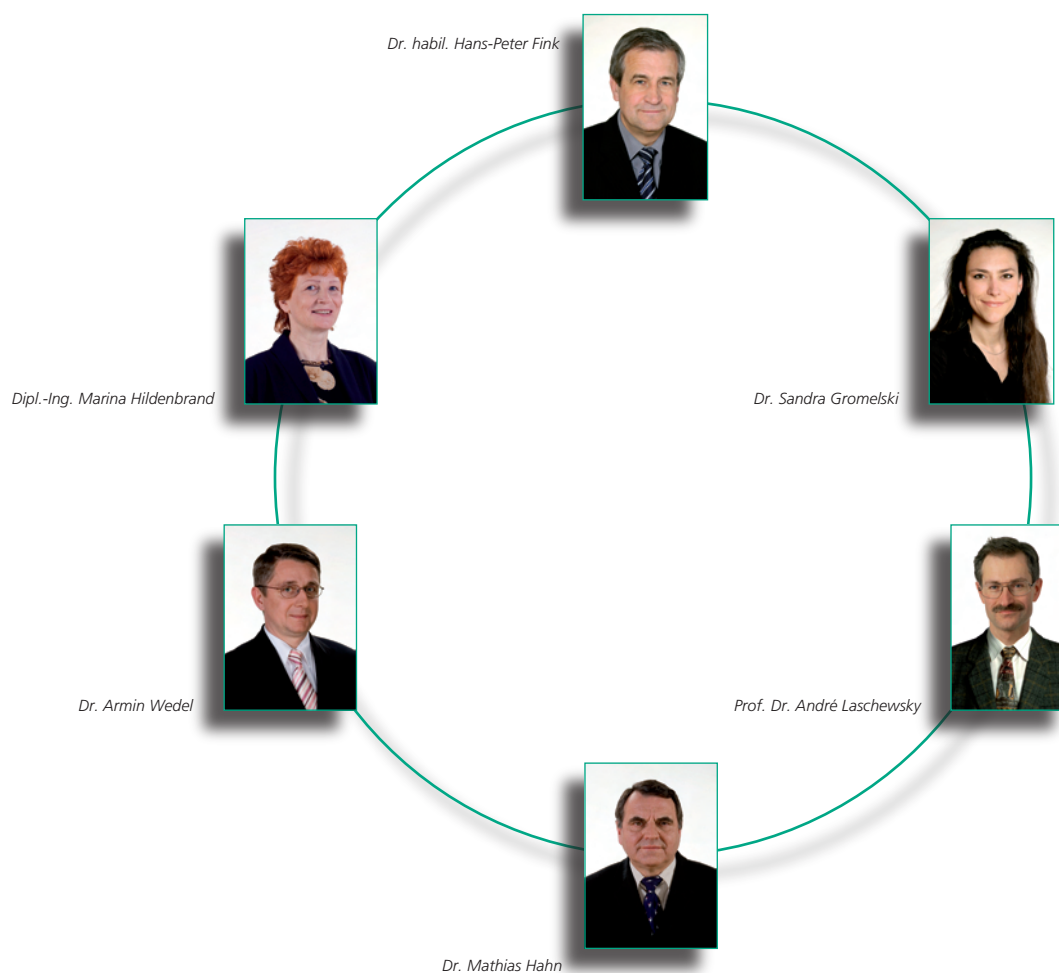 Dr. habil. Hans-Peter Fink
Dipl.-Ing. Marina Hildenbrand
Dr. Sandra Gromelski
Dr. Armin Wedel
Prof. Dr. André Laschewsky
Dr. Mathias Hahn